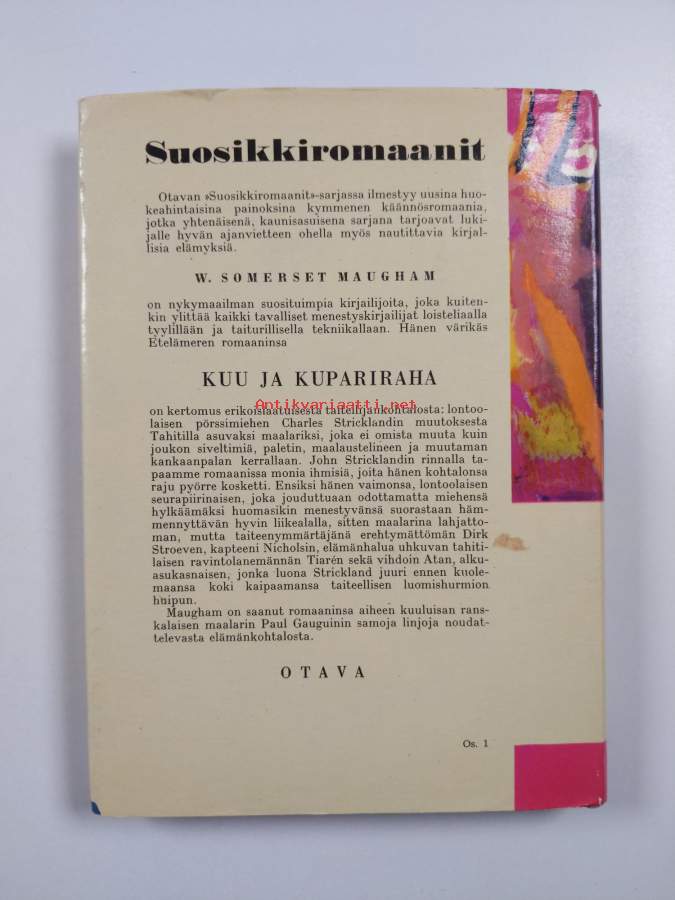 Suosikkiromaanit
Otavan »Suosikkiromaanit»-sarjassa ilmestyy uusina huo-
keahintaisina painoksina kymmenen käännösromaania,
jotka yhtenäisenä, kaunisasuisena sarjana tarjoavat luki-
jalle hyvän ajanvietteen ohella myös nautittavia kirjal-
lisia elämyksiä.
W. SOMERSET MAUGHAM
on nykymaailman suosituimpia kirjailijoita, joka kuiten-
kin ylittää kaikki tavalliset menestyskirjailijat loisteliaalla
tyylillään ja taiturillisella tekniikallaan. Hänen värikäs
Etelämeren romaaninsa
KUU JA KUPARIRAHA
Antikvariaatit.net
on kertomus erikoislaatuisesta taiteilijankohtalosta: lontoo-
laisen pörssimiehen Charles Stricklandin muutoksesta
Tahitilla asuvaksi maalariksi, joka ei omista muuta kuin
joukon siveltimiä, paletin, maalaustelineen ja muutaman
kankaanpalan kerrallaan. John Stricklandin rinnalla ta-
paamme romaanissa monia ihmisiä, joita hänen kohtalonsa
raju pyörre kosketti. Ensiksi hänen vaimonsa, lontoolaisen
seurapiirinaisen, joka jouduttuaan odottamatta miehensä
hylkäämäksi huomasikin menestyvänsä suorastaan häm-
mennyttävän hyvin liikealalla, sitten maalarina lahjatto-
man, mutta taiteenymmärtäjänä erehtymättömän Dirk
Stroeven, kapteeni Nicholsin, elämänhalua uhkuvan tahiti-
laisen ravintolanemännän Tiarén sekä vihdoin Atan, alku-
asukasnaisen, jonka luona Strickland juuri ennen kuole-
maansa koki kaipaamansa taiteellisen luomishurmion
huipun.
Maugham on saanut romaaninsa aiheen kuuluisan rans-
kalaisen maalarin Paul Gauguinin samoja linjoja noudat-
televasta elämänkohtalosta.
OTAVA
Os. 1